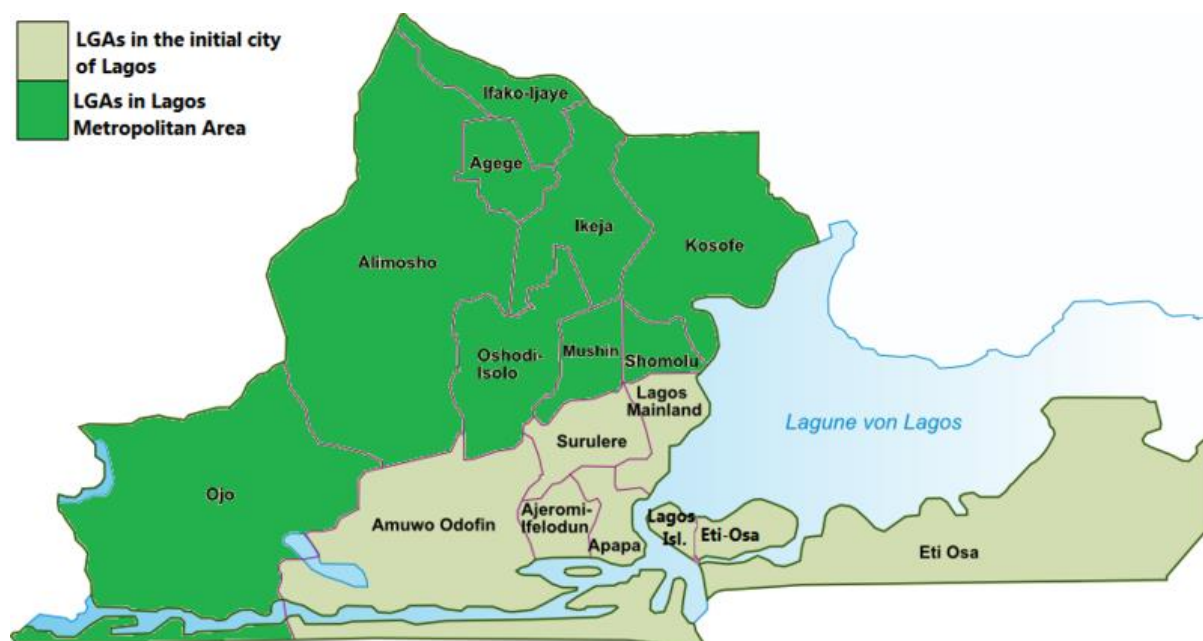 LGAs in the initial city
of Lagos
LGAs in Lagos
Metropolitan Area
Ifako-Ijaye
Agege
Ikeja
Kosofe
Alimosho
Oshodi-
Isolo
Mushin
Shomolu
Lagos
Mainland
Surulere
Lagune von Lagos
Ojo
Amuwo Odofin
Ajeromi-
Ifelodun
Apapa
Lagos
Isl.
Eti-Osa
Eti Osa